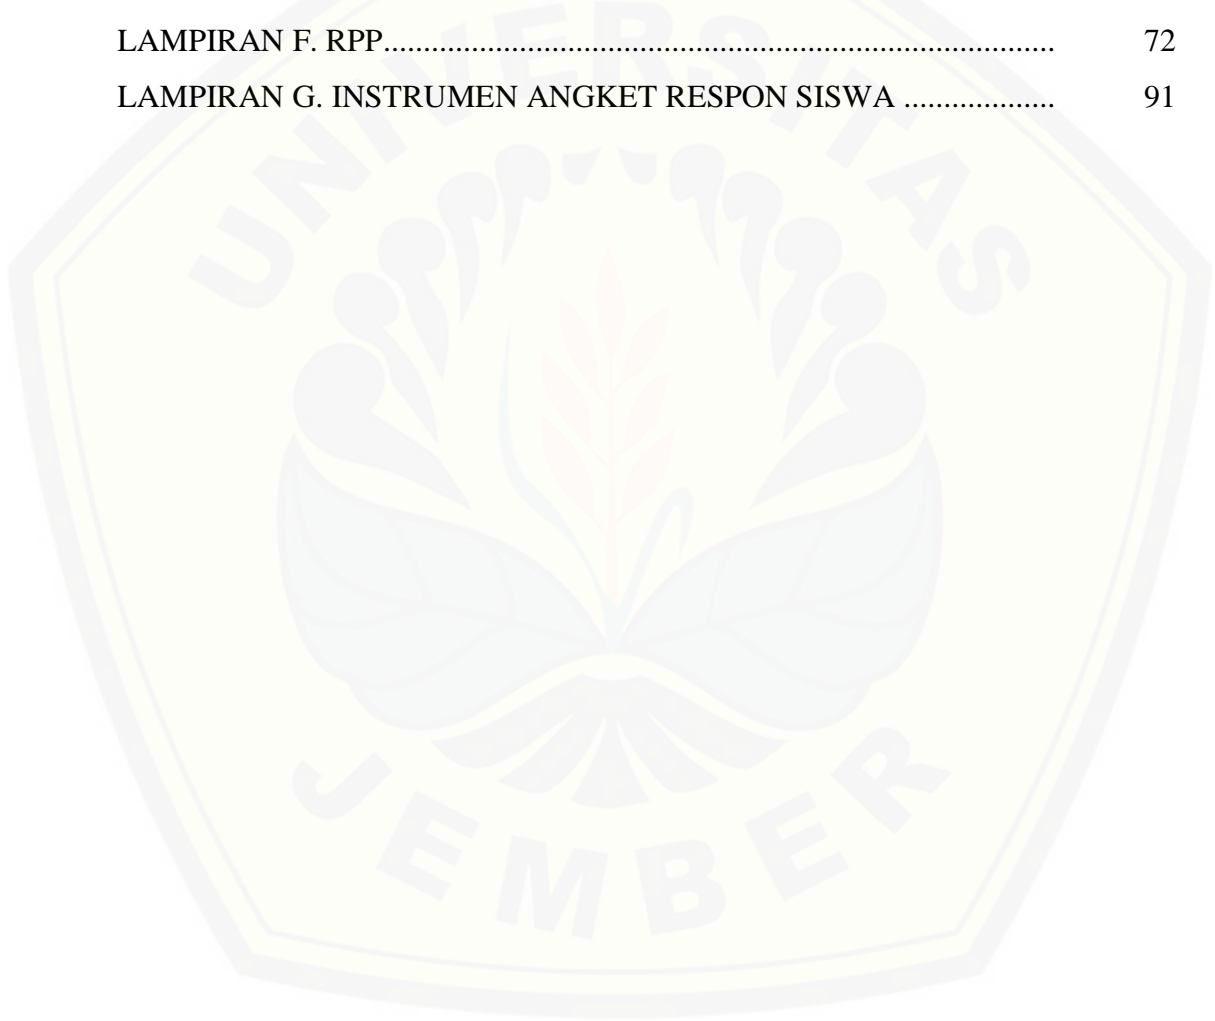 LAMPIRAN F. RPP.................................................................................... 72
LAMPIRAN G. INSTRUMEN ANGKET RESPON SISWA ................... 91
UNIVERSITAS
JEMBER